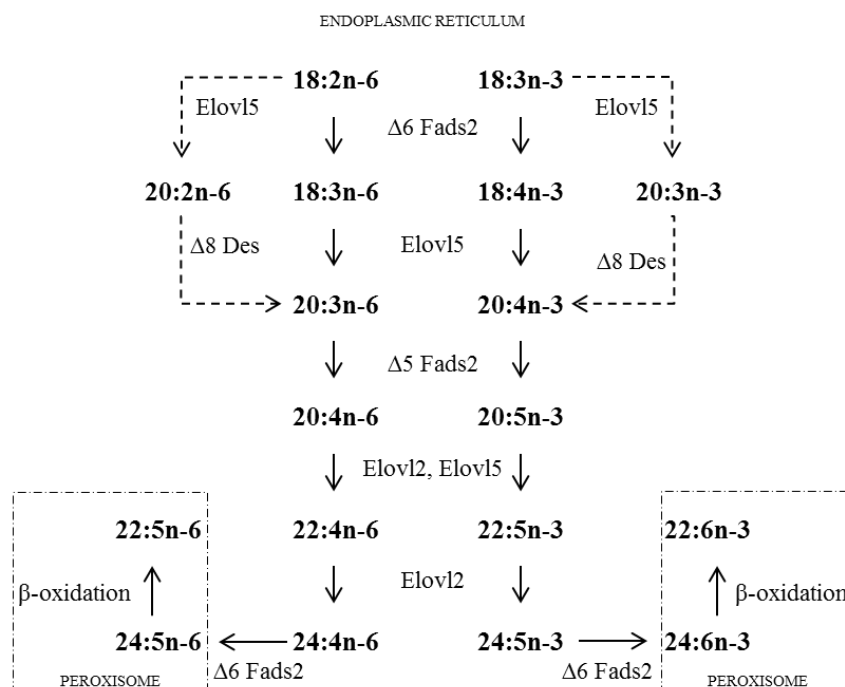 ENDOPLASMIC RETICULUM
18:2n-6 18:3n-3
Elovl5 Elovl5
Δ6 Fads2
20:2n-6 18:3n-6 18:4n-3 20:3n-3
Δ8 Des Elovl5 Δ8 Des
20:3n-6 20:4n-3
Δ5 Fads2
20:4n-6 20:5n-3
Elovl2, Elovl5
22:5n-6 22:4n-6 22:5n-3 22:6n-3
β-oxidation Elovl2 β-oxidation
24:5n-6 24:4n-6 24:5n-3 24:6n-3
Δ6 Fads2 Δ6 Fads2
PEROXISOME PEROXISOME